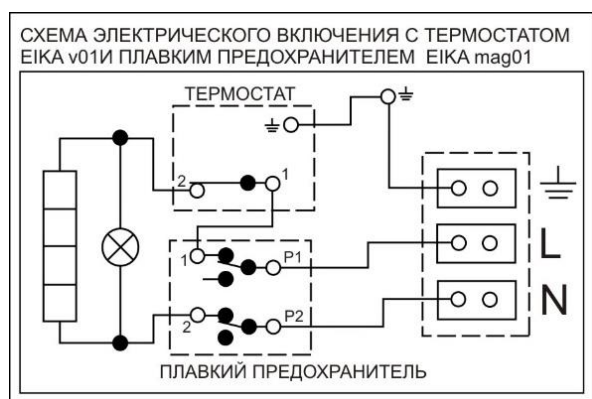 СХЕМА ЭЛЕКТРИЧЕСКОГО ВКЛЮЧЕНИЯ С ТЕРМОСТАТОМ
EIKA v01И ПЛАВКИМ ПРЕДОХРАНИТЕЛЕМ EIKA mag01
ТЕРМОСТАТ
2
1
1
P1
L
2
P2
N
ПЛАВКИЙ ПРЕДОХРАНИТЕЛЬ